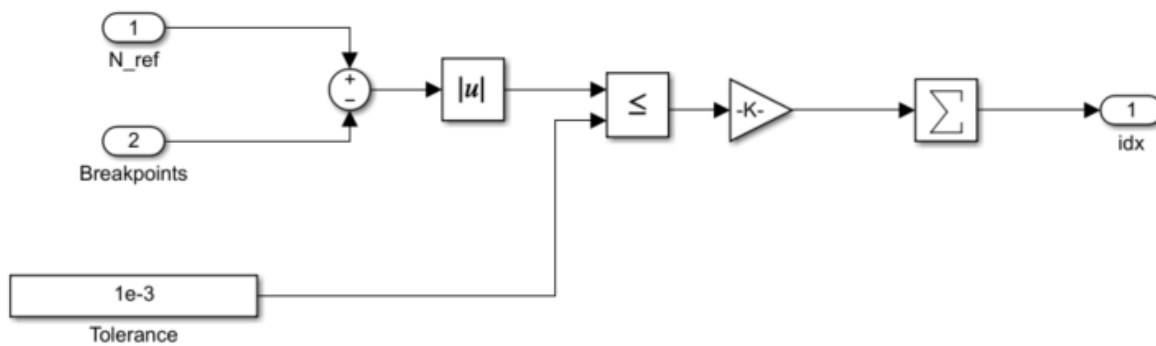 1
N_ref
+
−
|u|
≤
-K-
∑
1
idx
2
Breakpoints
1e-3
Tolerance